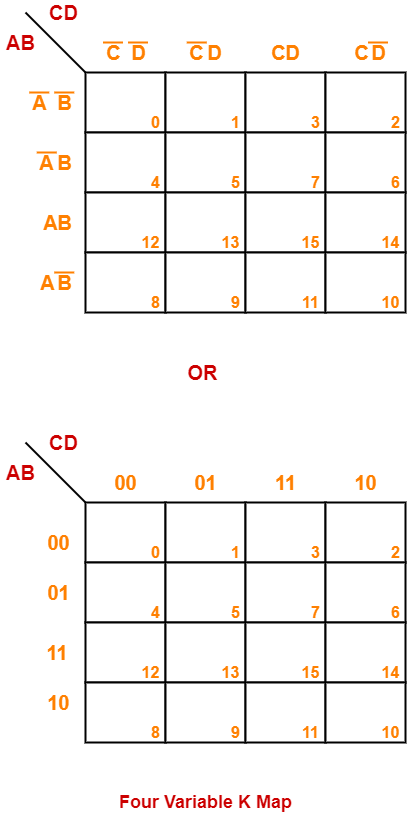 CD
AB
C̅ D̅ C̅D CD CD̅
A̅ B̅
0 1 3 2
A̅B
4 5 7 6
AB
12 13 15 14
AB̅
8 9 11 10
OR
CD
AB
00 01 11 10
00
0 1 3 2
01
4 5 7 6
11
12 13 15 14
10
8 9 11 10
Four Variable K Map